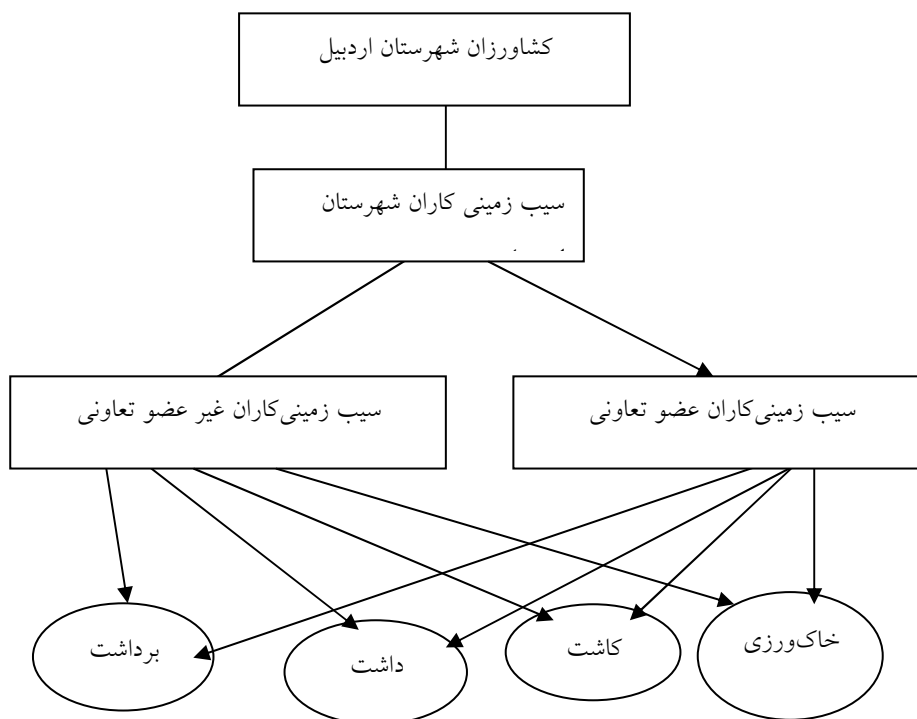 کشاورزان شهرستان اردبیل
سیب زمینی کاران شهرستان
سیب زمینی‌کاران عضو تعاونی
سیب زمینی‌کاران غیر عضو تعاونی
خاک‌ورزی
کاشت
داشت
برداشت